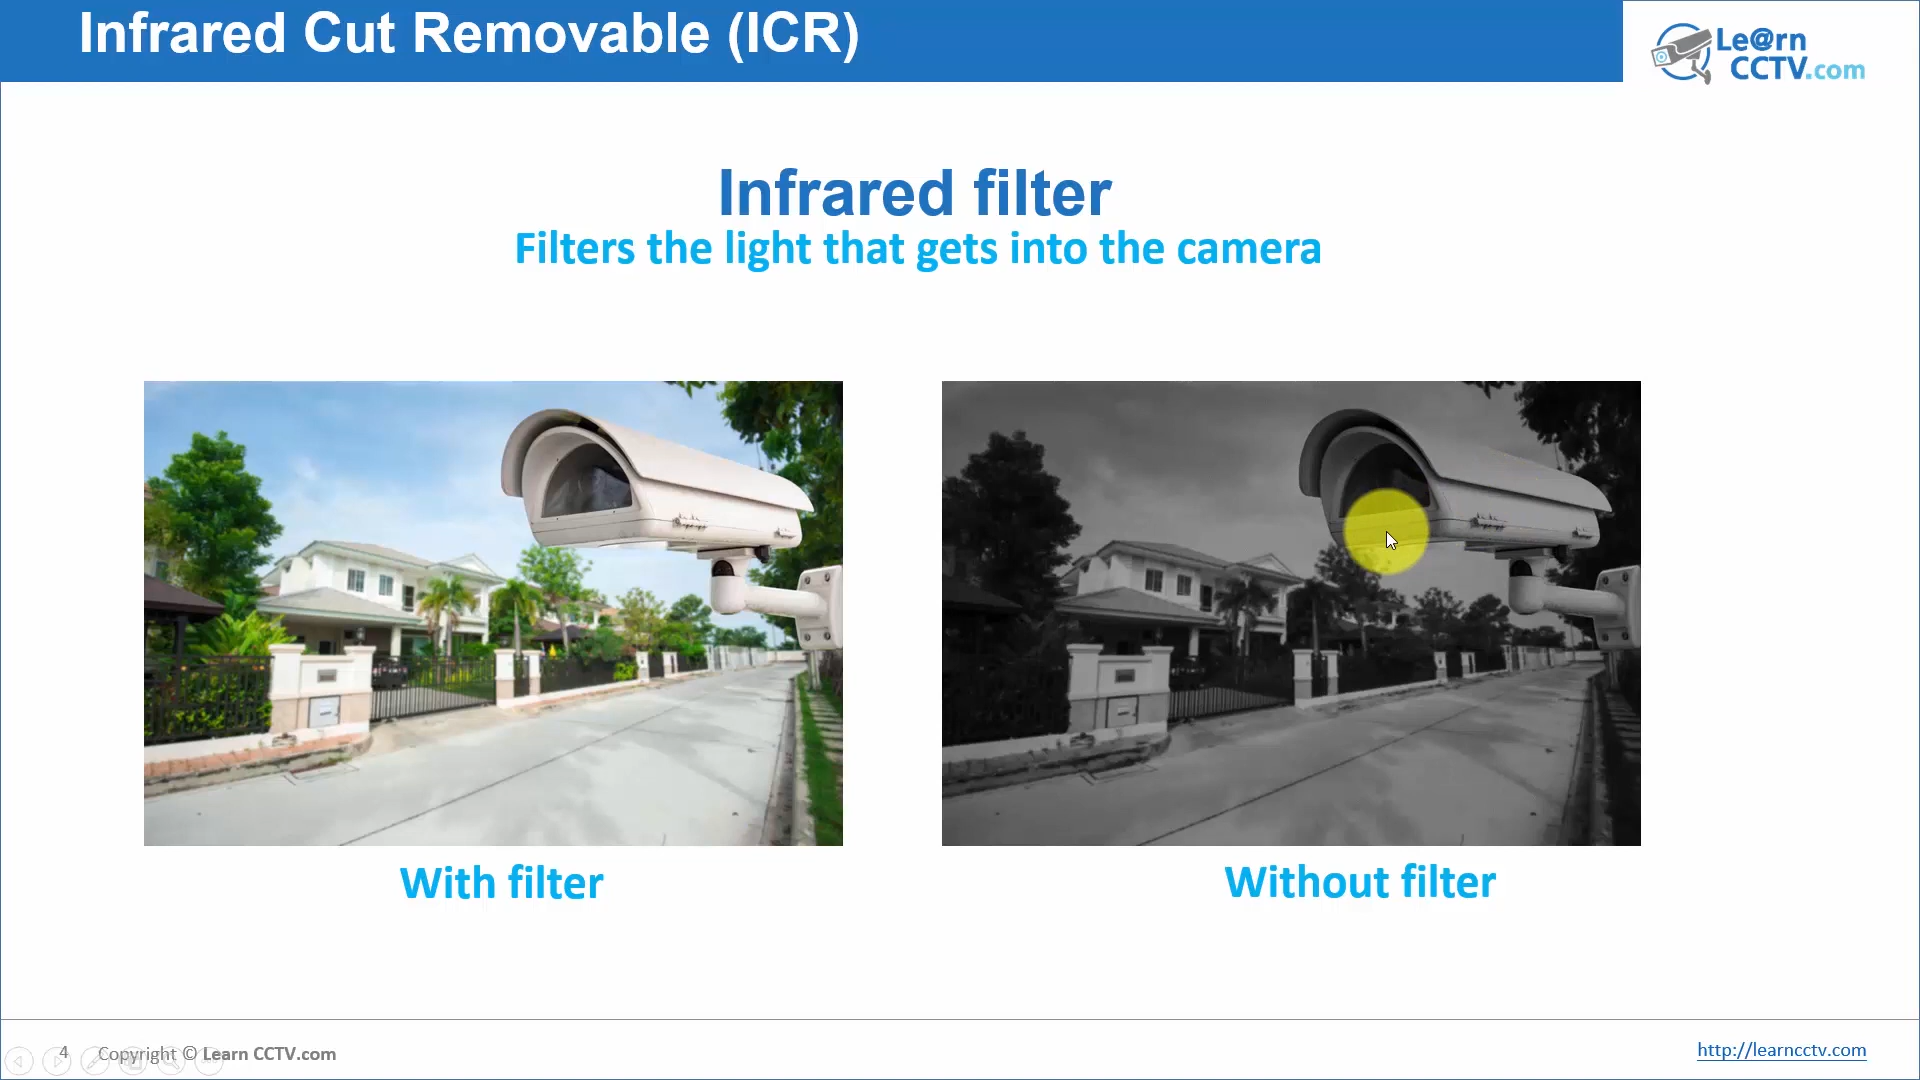 Infrared Cut Removable (ICR)
Le@rn
CCTV.com
Infrared filter
Filters the light that gets into the camera
With filter
Without filter
4
Copyright © Learn CCTV.com
http://learncctv.com